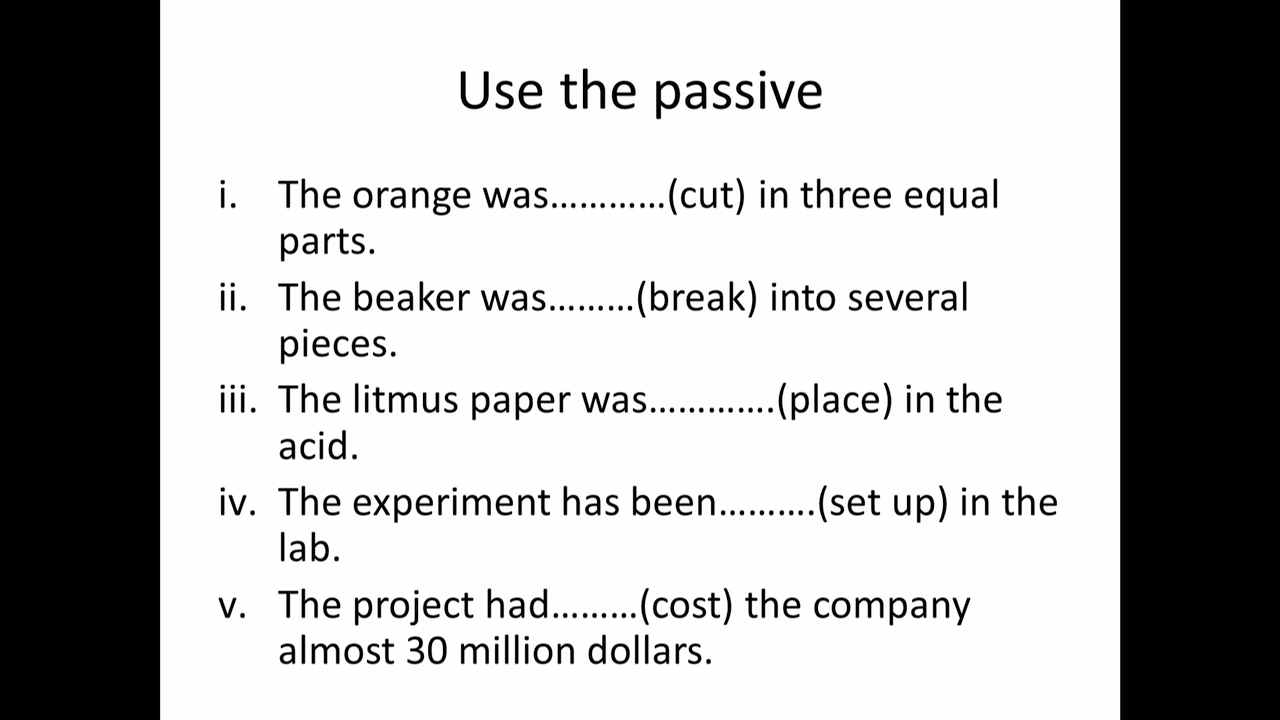 Use the passive
i. The orange was…………(cut) in three equal
parts.
ii. The beaker was………(break) into several
pieces.
iii. The litmus paper was………….(place) in the
acid.
iv. The experiment has been……….(set up) in the
lab.
v. The project had………(cost) the company
almost 30 million dollars.